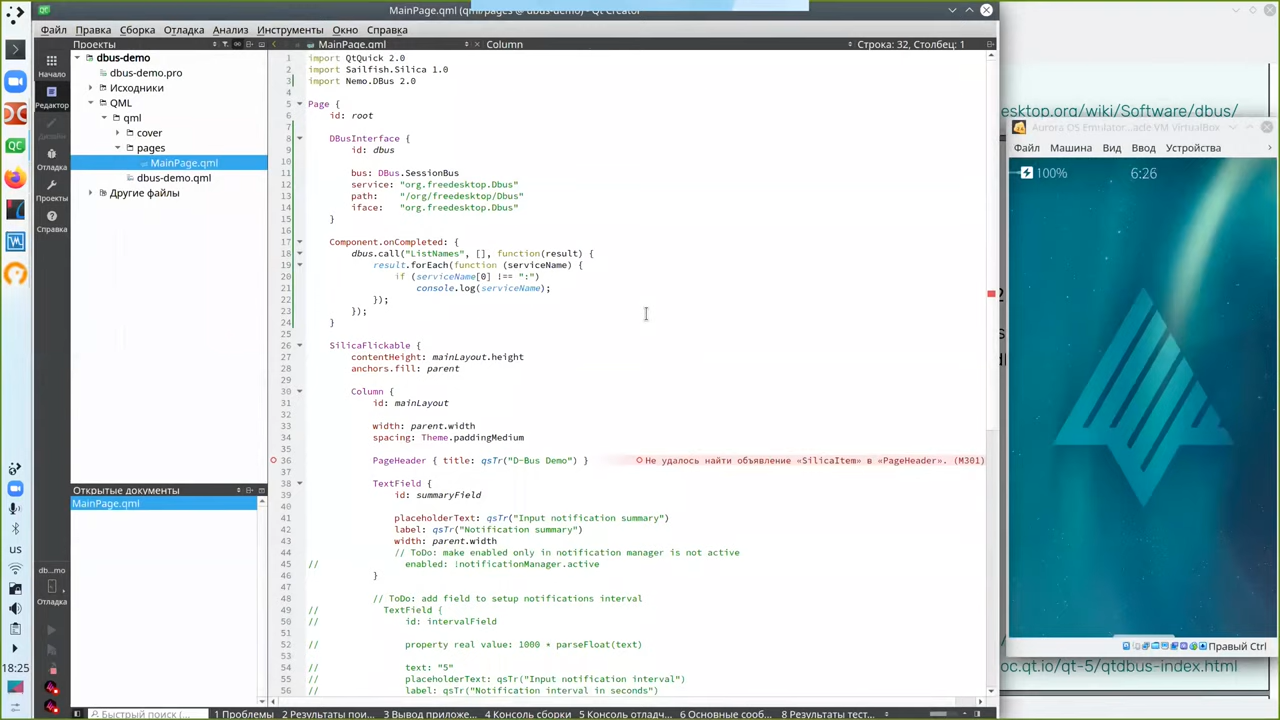 MainPage.qml (qml/pages @ dbus-demo) - Qt Creator
Файл Правка Сборка Отладка Анализ Инструменты Окно Справка
Проекты
MainPage.qml
Column
Строка: 32, Столбец: 1
Начало
Редактор
Дизайн
Отладка
Проекты
Справка
dbus-demo
dbus-demo.pro
Исходники
QML
qml
cover
pages
MainPage.qml
dbus-demo.qml
Другие файлы
Открытые документы
MainPage.qml
1 import QtQuick 2.0
2 import Sailfish.Silica 1.0
3 import Nemo.DBus 2.0
4
5 Page {
6 id: root
7
8 DBusInterface {
9 id: dbus
10
11 bus: DBus.SessionBus
12 service: "org.freedesktop.Dbus"
13 path: "/org/freedesktop/Dbus"
14 iface: "org.freedesktop.Dbus"
15 }
16
17 Component.onCompleted: {
18 dbus.call("ListNames", [], function(result) {
19 result.forEach(function (serviceName) {
20 if (serviceName[0] !== ":")
21 console.log(serviceName);
22 });
23 });
24 }
25
26 SilicaFlickable {
27 contentHeight: mainLayout.height
28 anchors.fill: parent
29
30 Column {
31 id: mainLayout
32
33 width: parent.width
34 spacing: Theme.paddingMedium
35
36 PageHeader { title: qsTr("D-Bus Demo") } Не удалось найти объявление «SilicaItem» в «PageHeader». (M301)
37
38 TextField {
39 id: summaryField
40
41 placeholderText: qsTr("Input notification summary")
42 label: qsTr("Notification summary")
43 width: parent.width
44 // ToDo: make enabled only in notification manager is not active
45 // enabled: !notificationManager.active
46 }
47
48 // ToDo: add field to setup notifications interval
49 // TextField {
50 // id: intervalField
51
52 // property real value: 1000 * parseFloat(text)
53
54 // text: "5"
55 // placeholderText: qsTr("Input notification interval")
56 // label: qsTr("Notification interval in seconds")
us
db...mo
Отладка
18:25
Быстрый поиск (...
1 Проблемы 2 Результаты пои... 3 Вывод приложе... 4 Консоль сборки 5 Консоль отладч... 6 Основные сооб... 8 Результаты тест...
esktop.org/wiki/Software/dbus/
Aurora OS Emulator...ade VM VirtualBox
Файл Машина Вид Ввод Устройства
100%
6:26
Правый Ctrl
oc.qt.io/qt-5/qtdbus-index.html